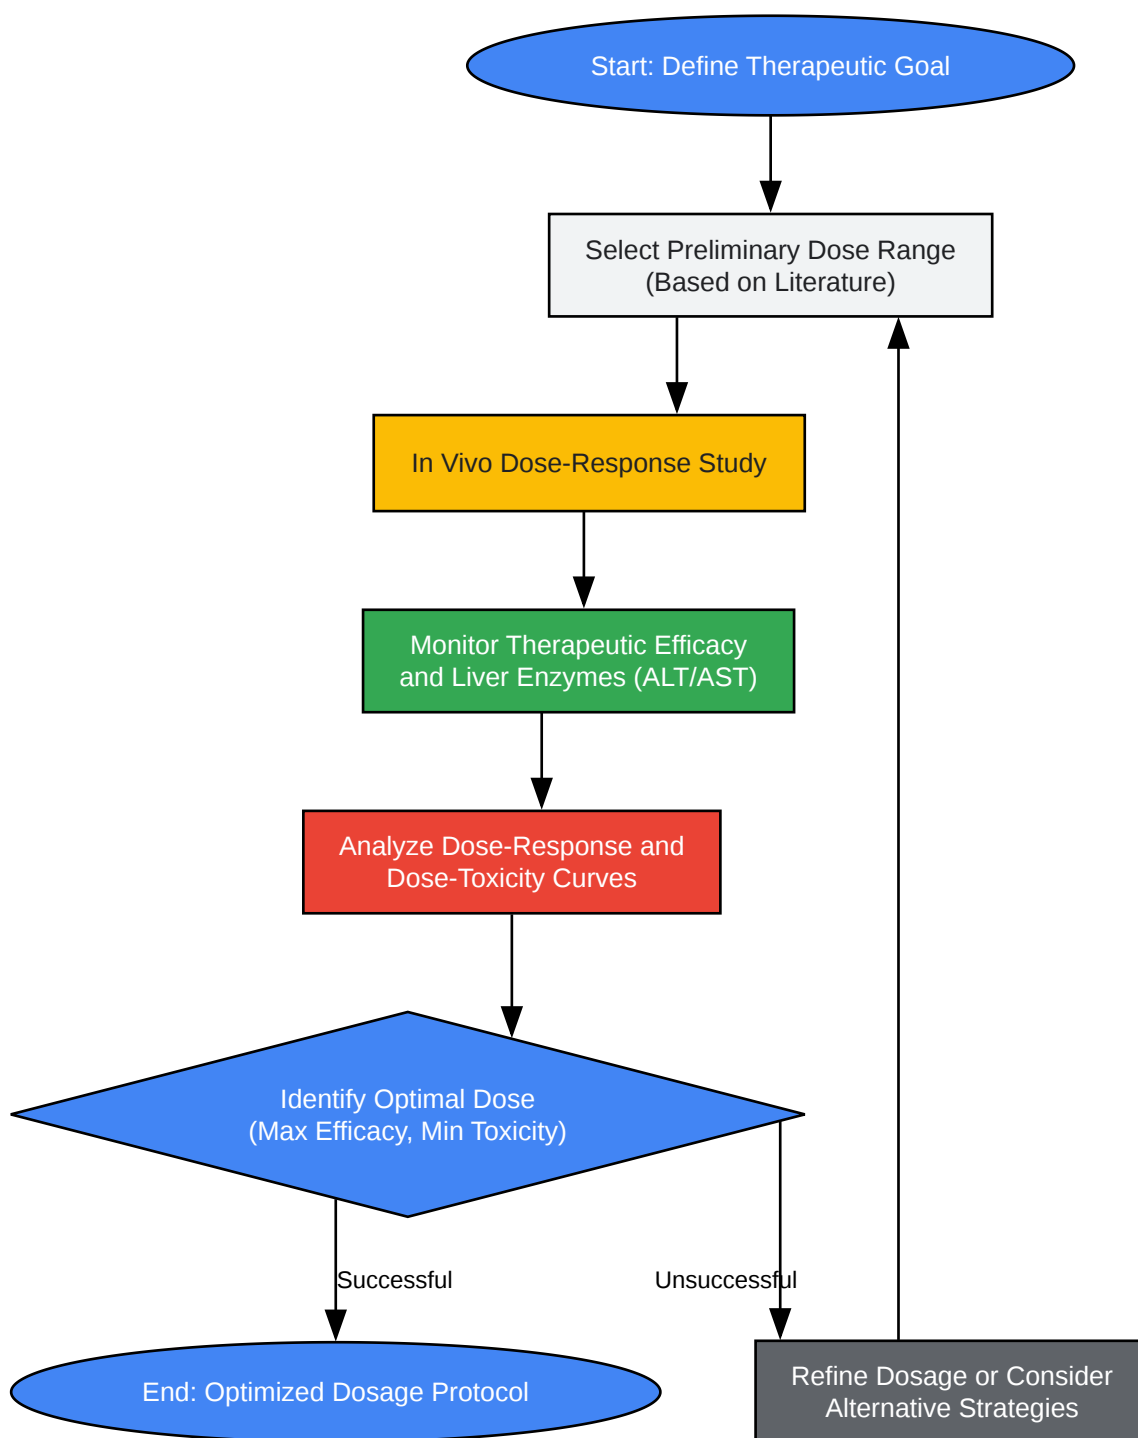 Start: Define Therapeutic Goal
Select Preliminary Dose Range
(Based on Literature)
In Vivo Dose-Response Study
Monitor Therapeutic Efficacy
and Liver Enzymes (ALT/AST)
Analyze Dose-Response and
Dose-Toxicity Curves
Identify Optimal Dose
(Max Efficacy, Min Toxicity)
Successful
Unsuccessful
End: Optimized Dosage Protocol
Refine Dosage or Consider
Alternative Strategies